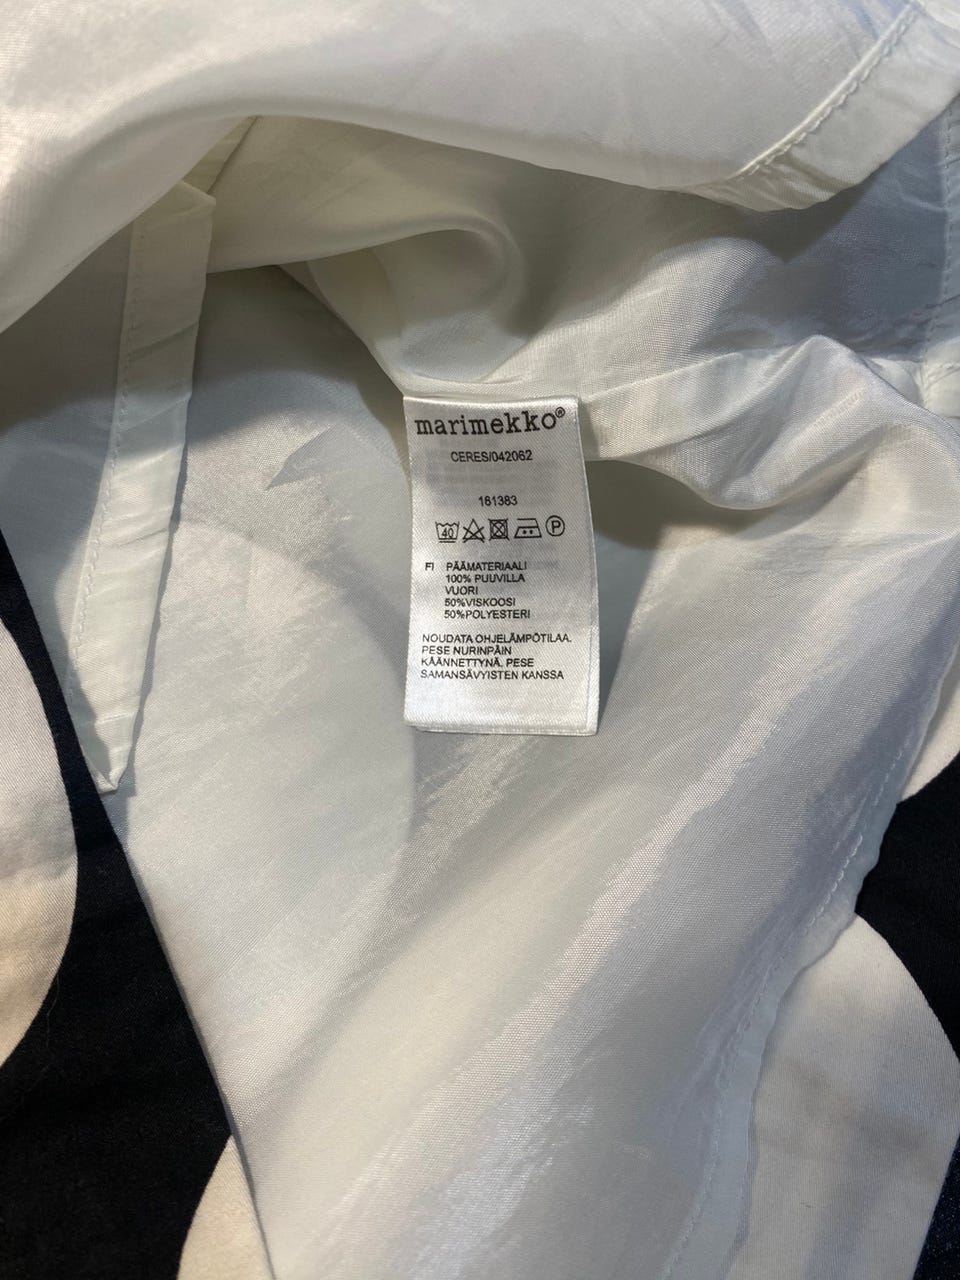 marimekko®
CERES/042062
161383
40 P
FI PÄÄMATERIAALI
100% PUUVILLA
VUORI
50%VISKOOSI
50%POLYESTERI
NOUDATA OHJELÄMPÖTILAA.
PESE NURINPÄIN
KÄÄNNETTYNÄ. PESE
SAMANSÄVYISTEN KANSSA